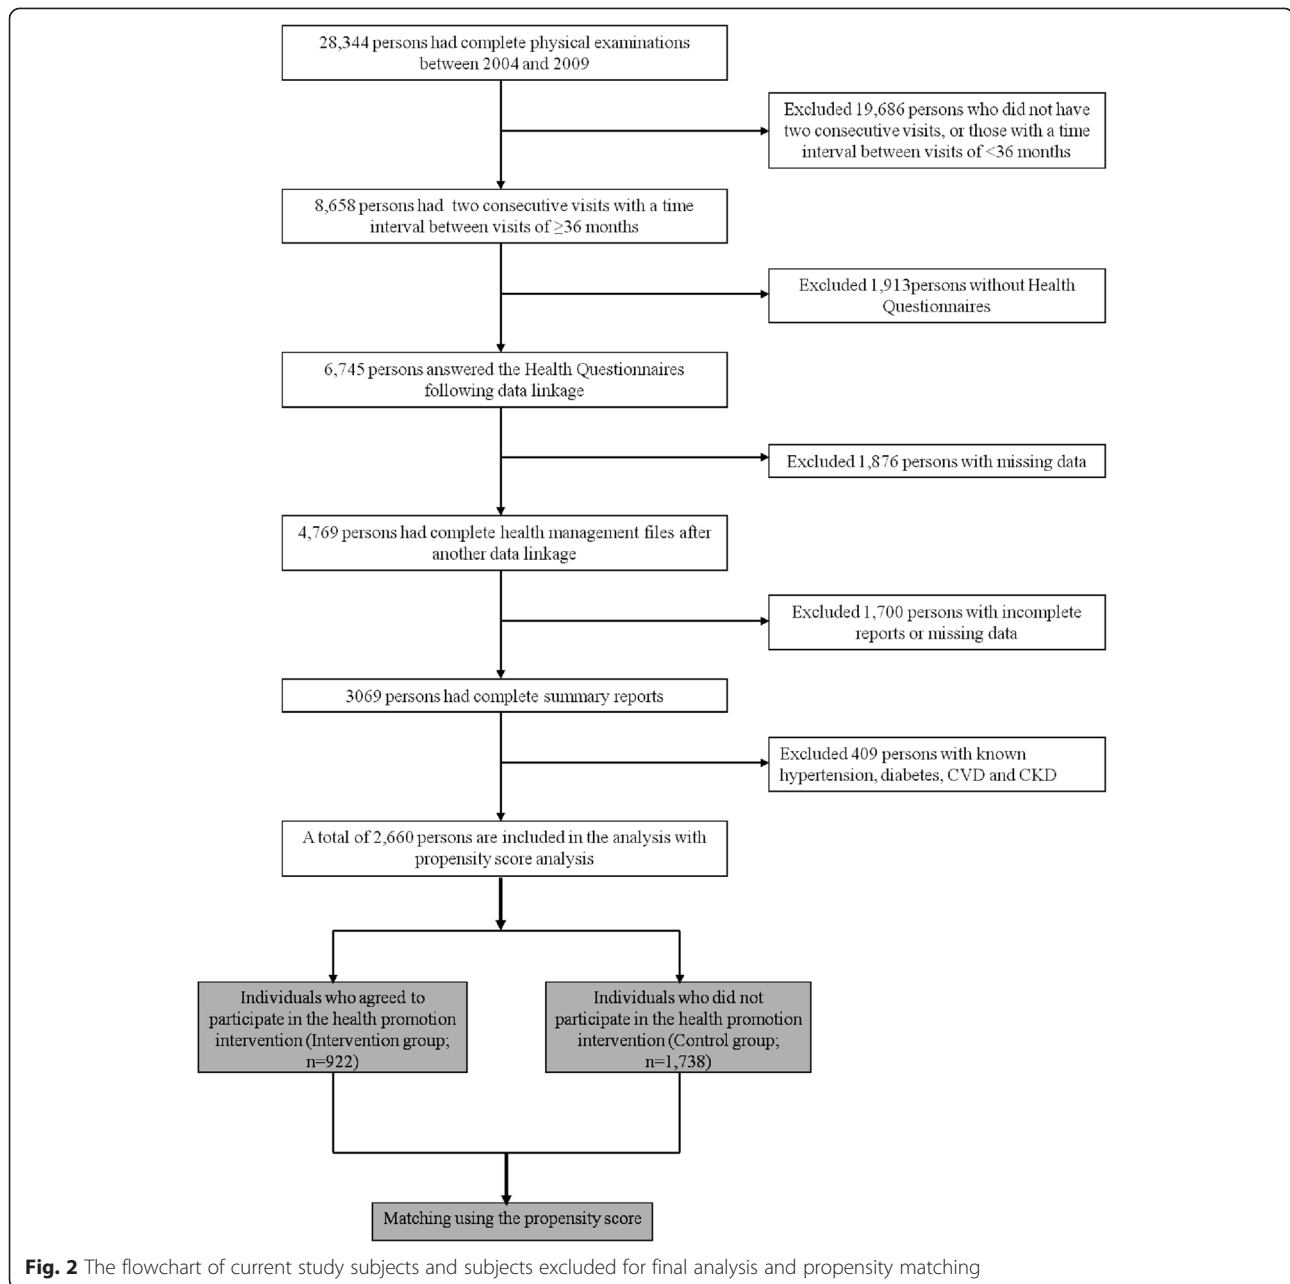 28,344 persons had complete physical examinations
between 2004 and 2009
Excluded 19,686 persons who did not have
two consecutive visits, or those with a time
interval between visits of <36 months
8,658 persons had two consecutive visits with a time
interval between visits of ≥36 months
Excluded 1,913persons without Health
Questionnaires
6,745 persons answered the Health Questionnaires
following data linkage
Excluded 1,876 persons with missing data
4,769 persons had complete health management files after
another data linkage
Excluded 1,700 persons with incomplete
reports or missing data
3069 persons had complete summary reports
Excluded 409 persons with known
hypertension, diabetes, CVD and CKD
A total of 2,660 persons are included in the analysis with
propensity score analysis
Individuals who agreed to
participate in the health promotion
intervention (Intervention group;
n=922)
Individuals who did not
participate in the health promotion
intervention (Control group;
n=1,738)
Matching using the propensity score
Fig. 2 The flowchart of current study subjects and subjects excluded for final analysis and propensity matching